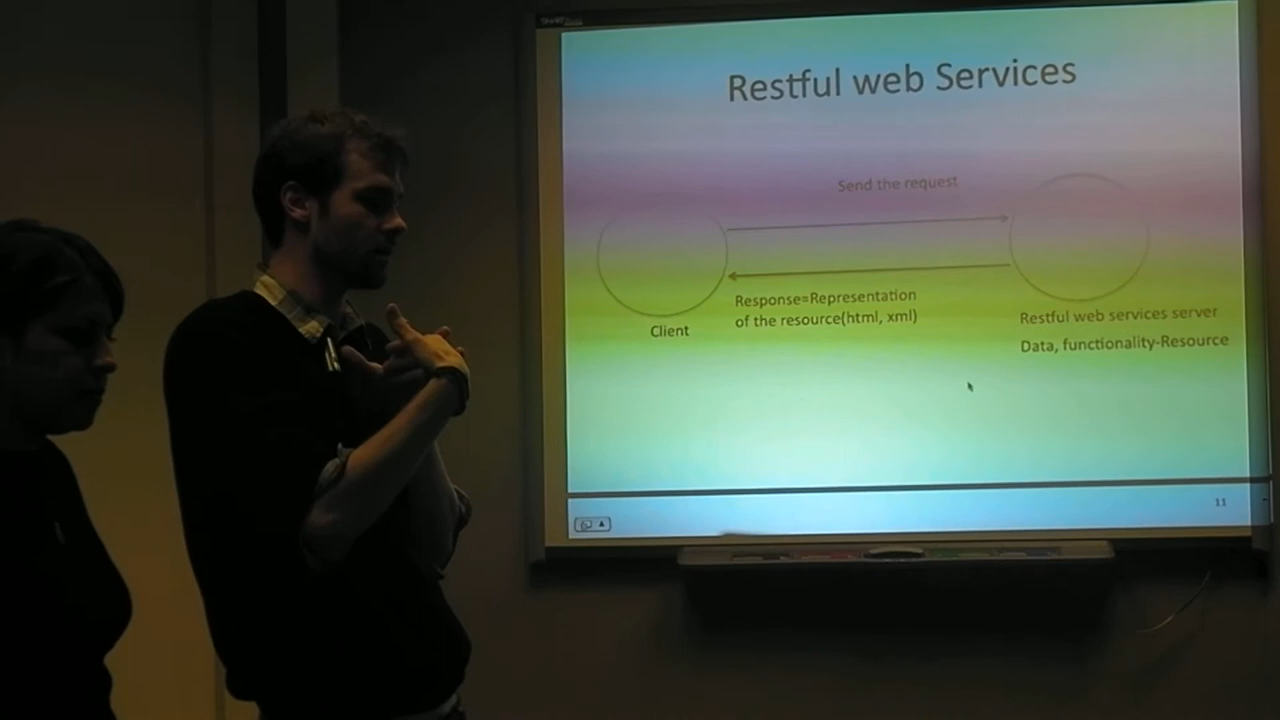 Restful web Services
Send the request
Response=Representation
of the resource(html, xml)
Client
Restful web services server
Data, functionality-Resource
11